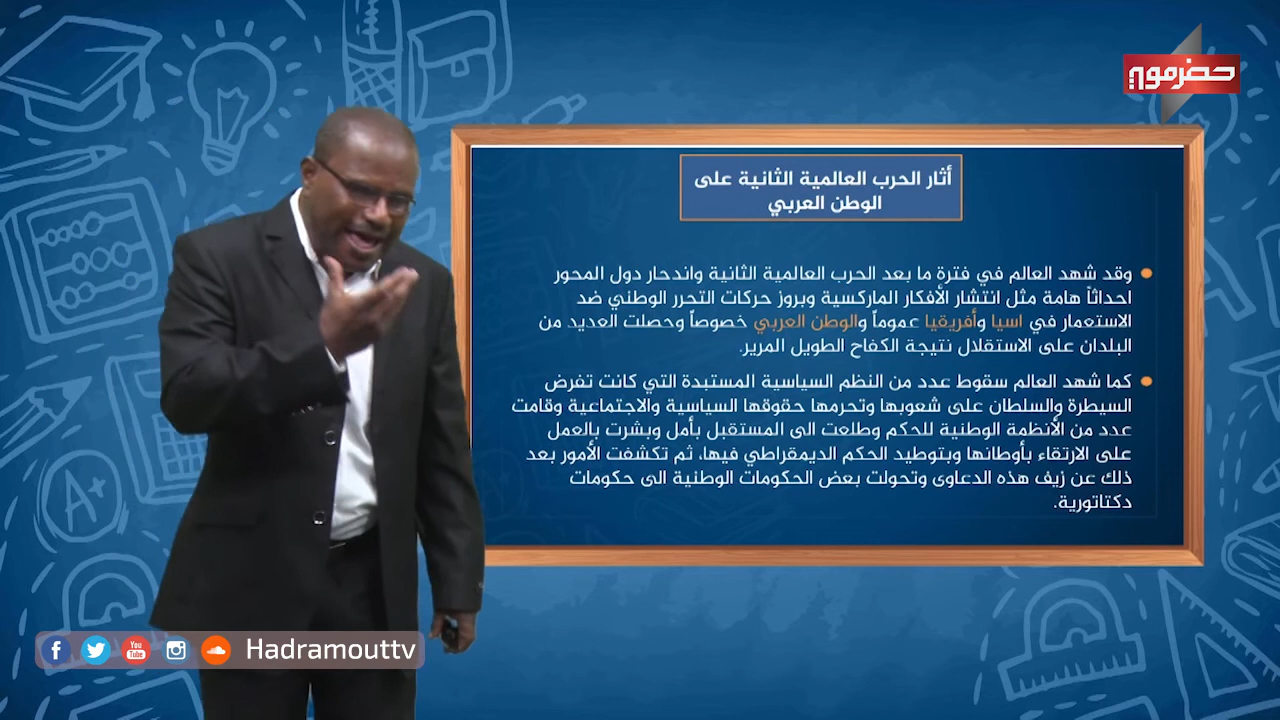 حضرموت
أثار الحرب العالمية الثانية على
الوطن العربي
وقد شهد العالم في فترة ما بعد الحرب العالمية الثانية واندحار دول المحور
احداثاً هامة مثل انتشار الأفكار الماركسية وبروز حركات التحرر الوطني ضد
الاستعمار في اسيا وأفريقيا عموماً والوطن العربي خصوصاً وحصلت العديد من
البلدان على الاستقلال نتيجة الكفاح الطويل المرير.
كما شهد العالم سقوط عدد من النظم السياسية المستبدة التي كانت تفرض
السيطرة والسلطان على شعوبها وتحرمها حقوقها السياسية والاجتماعية وقامت
عدد من الأنظمة الوطنية للحكم وطلعت الى المستقبل بأمل وبشرت بالعمل
على الارتقاء بأوطانها وبتوطيد الحكم الديمقراطي فيها، ثم تكشفت الأمور بعد
ذلك عن زيف هذه الدعاوى وتحولت بعض الحكومات الوطنية الى حكومات
دكتاتورية.
A+
You Tube Hadramouttv